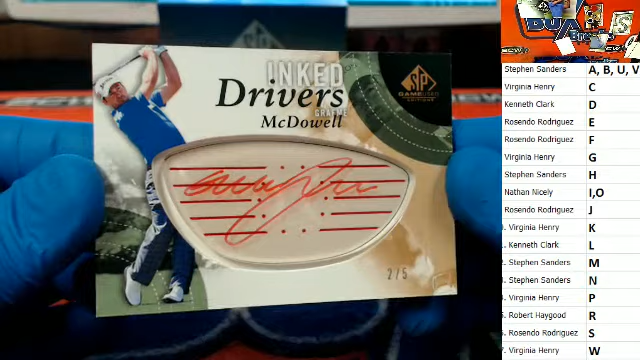 INKED
Drivers
GRAEME
McDowell
SP
GAME USED
EDITIONS
2/5
Stephen Sanders A, B, U, V
Virginia Henry C
Kenneth Clark D
Rosendo Rodriguez E
Rosendo Rodriguez F
Virginia Henry G
Stephen Sanders H
Nathan Nicely I,O
Rosendo Rodriguez J
Virginia Henry K
Kenneth Clark L
Stephen Sanders M
Stephen Sanders N
Virginia Henry P
Robert Haygood R
Rosendo Rodriguez S
Virginia Henry W